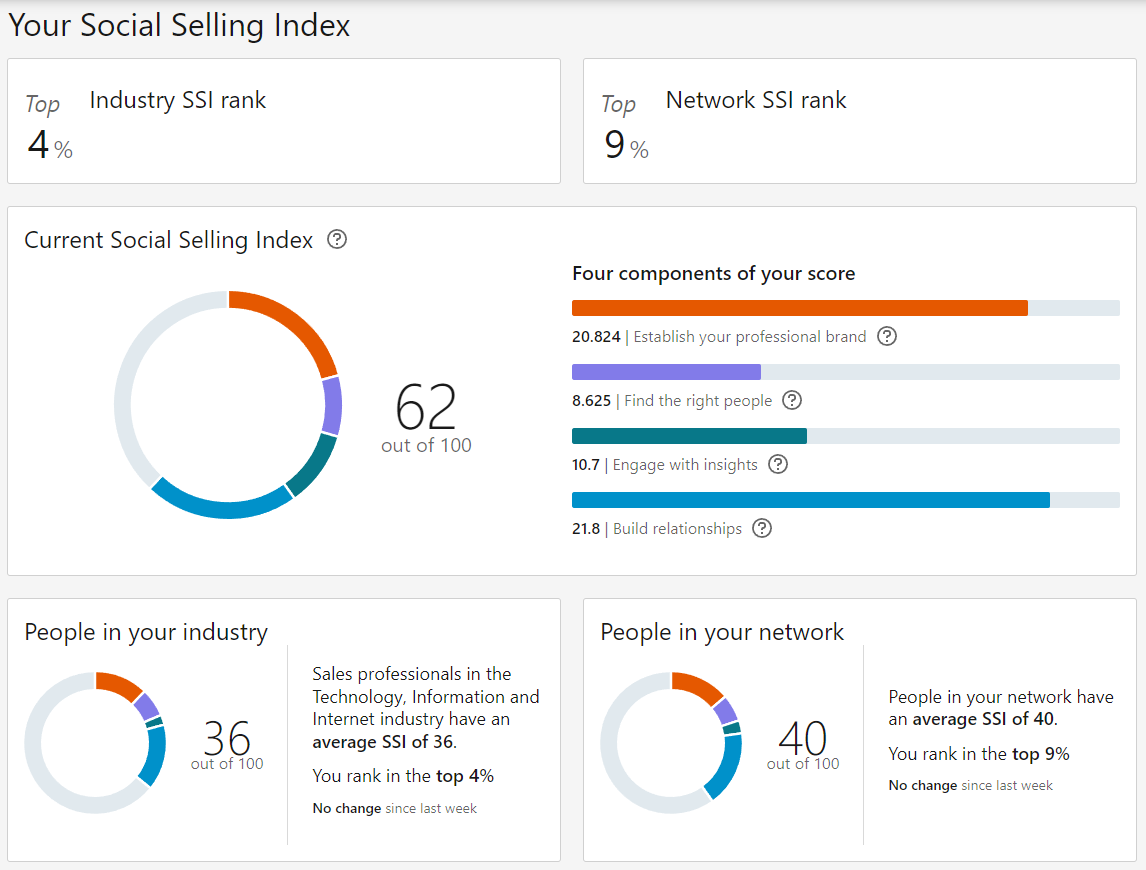 Your Social Selling Index
Top
4 %
Industry SSI rank
Top
9 %
Network SSI rank
Current Social Selling Index ?
62
out of 100
Four components of your score
20.824 | Establish your professional brand ?
8.625 | Find the right people ?
10.7 | Engage with insights ?
21.8 | Build relationships ?
People in your industry
36
out of 100
Sales professionals in the
Technology, Information and
Internet industry have an
average SSI of 36.
You rank in the top 4%
No change since last week
People in your network
40
out of 100
People in your network have
an average SSI of 40.
You rank in the top 9%
No change since last week